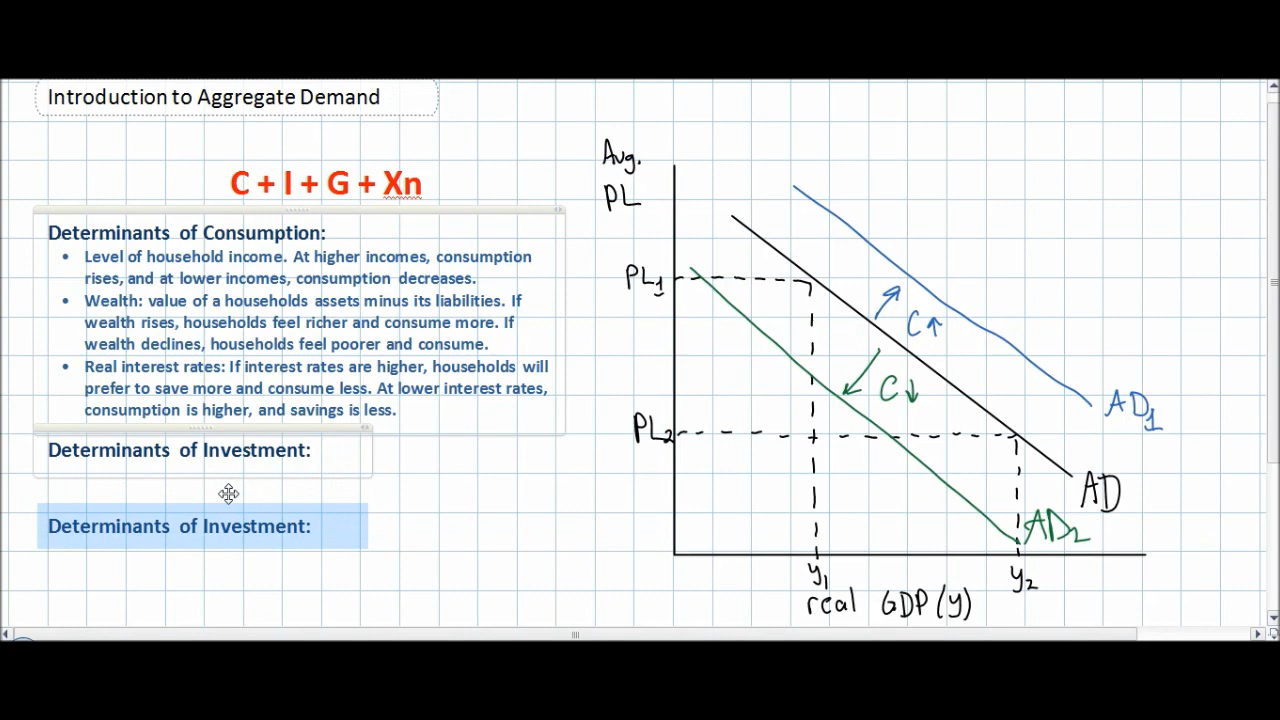 Introduction to Aggregate Demand
C + I + G + Xn
Determinants of Consumption:
• Level of household income. At higher incomes, consumption
rises, and at lower incomes, consumption decreases.
• Wealth: value of a households assets minus its liabilities. If
wealth rises, households feel richer and consume more. If
wealth declines, households feel poorer and consume.
• Real interest rates: If interest rates are higher, households will
prefer to save more and consume less. At lower interest rates,
consumption is higher, and savings is less.
Determinants of Investment:
Determinants of Investment:
Avg.
PL
PL1
C↑
C↓
AD1
PL2
AD
AD2
y1
y2
real GDP (y)